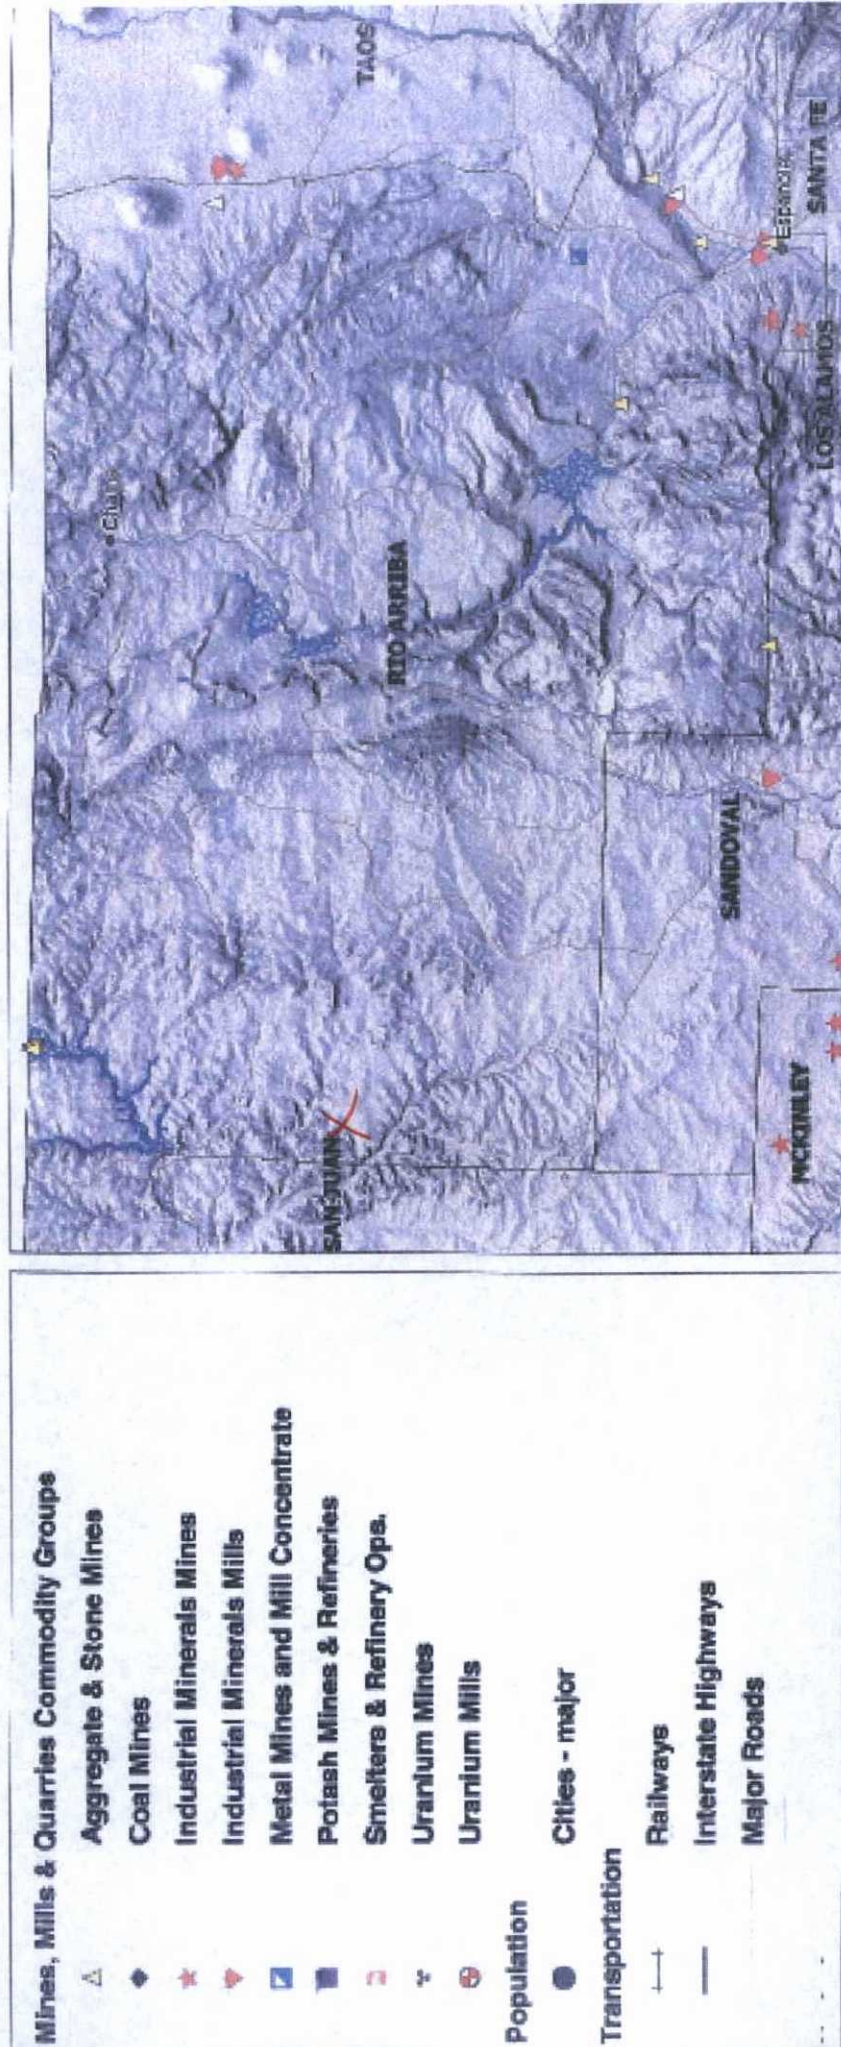 Mines, Mills & Quarries Commodity Groups
Aggregate & Stone Mines
Coal Mines
Industrial Minerals Mines
Industrial Minerals Mills
Metal Mines and Mill Concentrate
Potash Mines & Refineries
Smelters & Refinery Ops.
Uranium Mines
Uranium Mills
Population
Cities - major
Transportation
Railways
Interstate Highways
Major Roads
TAOS
Chama
RIO ARRIBA
SAN JUAN
Espanola
SANTA FE
LOS ALAMOS
SANDOVAL
MCKINLEY